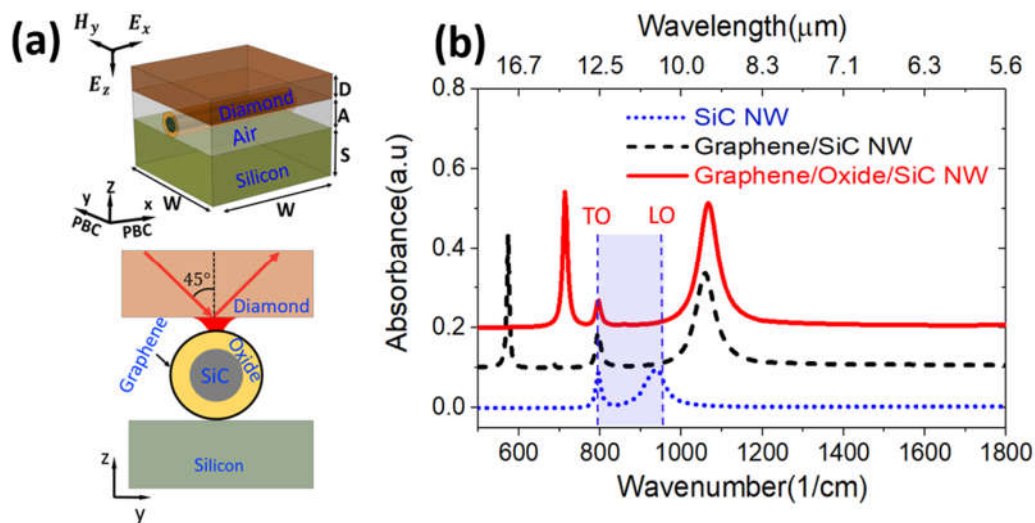 (a)
H_y
E_x
E_z
Diamond
D
A
Air
S
Silicon
W
W
y
z
x
PBC
PBC
45°
Diamond
Graphene
Oxide
SiC
Silicon
z
y
(b)
Wavelength(μm)
16.7 12.5 10.0 8.3 7.1 6.3 5.6
0.8
SiC NW
Graphene/SiC NW
0.6
Graphene/Oxide/SiC NW
TO LO
0.4
0.2
0.0
Absorbance(a.u)
600 800 1000 1200 1400 1600 1800
Wavenumber(1/cm)